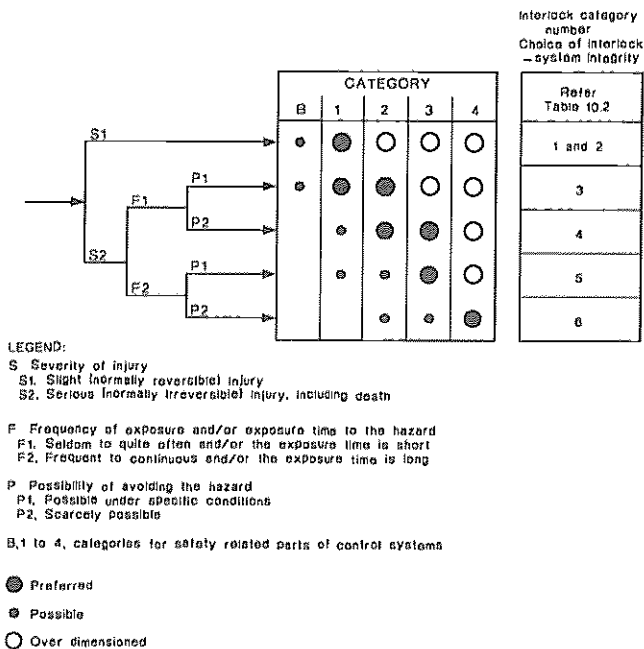 Interlock category
number
Choice of interlock
– system integrity
CATEGORY
B 1 2 3 4
Refer
Table 10.2
S1
1 and 2
P1
3
F1
P2
4
S2
P1
5
F2
P2
6
LEGEND:
S Severity of injury
S1, Slight (normally reversible) injury
S2, Serious (normally irreversible) injury, including death
F Frequency of exposure and/or exposure time to the hazard
F1, Seldom to quite often and/or the exposure time is short
F2, Frequent to continuous and/or the exposure time is long
P Possibility of avoiding the hazard
P1, Possible under specific conditions
P2, Scarcely possible
B,1 to 4, categories for safety related parts of control systems
Preferred
Possible
Over dimensioned